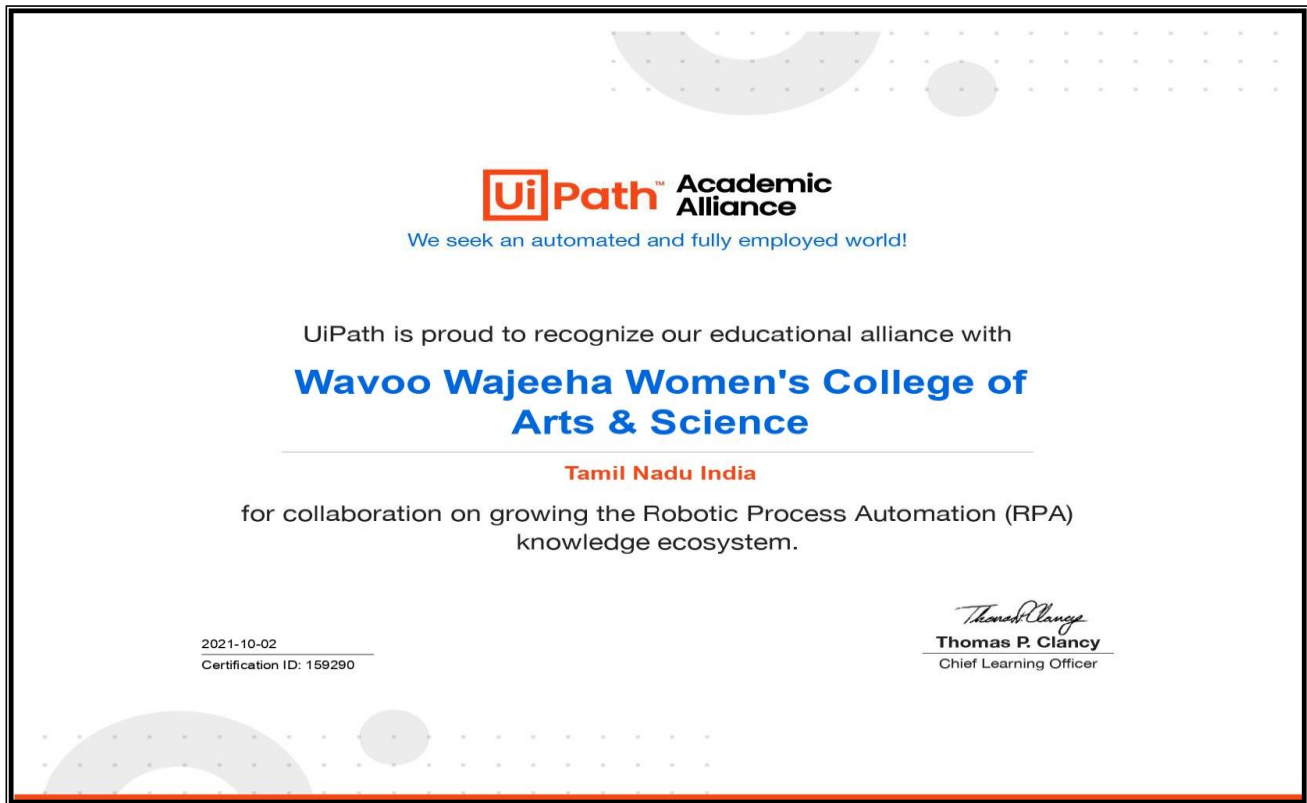 UiPath™ Academic
Alliance
We seek an automated and fully employed world!
UiPath is proud to recognize our educational alliance with
Wavoo Wajeeha Women's College of
Arts & Science
Tamil Nadu India
for collaboration on growing the Robotic Process Automation (RPA)
knowledge ecosystem.
2021-10-02
Certification ID: 159290
Thomas P. Clancy
Thomas P. Clancy
Chief Learning Officer